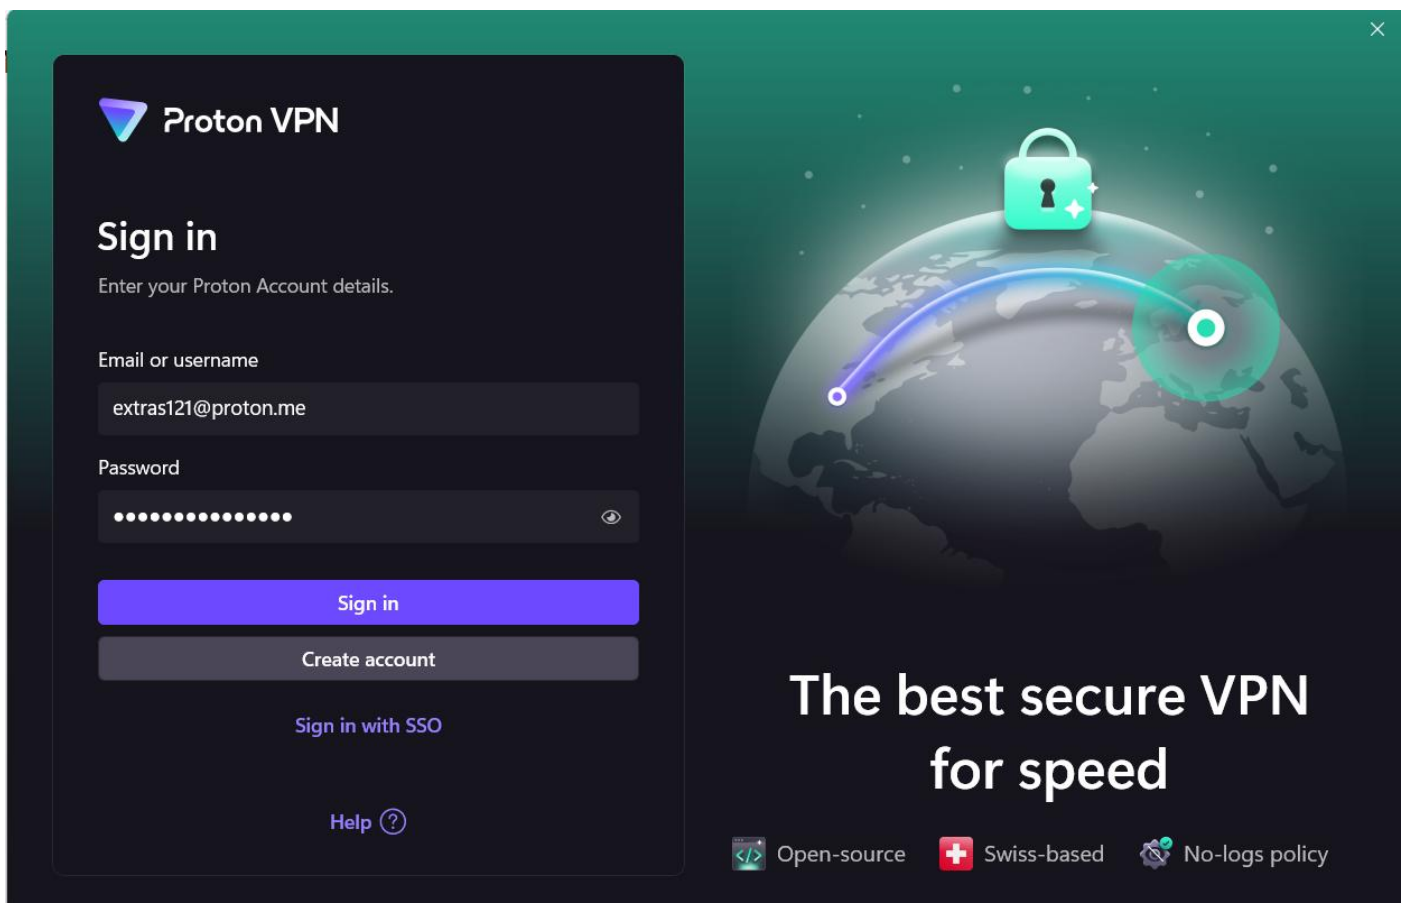 Proton VPN
Sign in
Enter your Proton Account details.
Email or username
extras121@proton.me
Password
•••••••••••••••
Sign in
Create account
Sign in with SSO
Help ?
The best secure VPN
for speed
</> Open-source
Swiss-based
No-logs policy